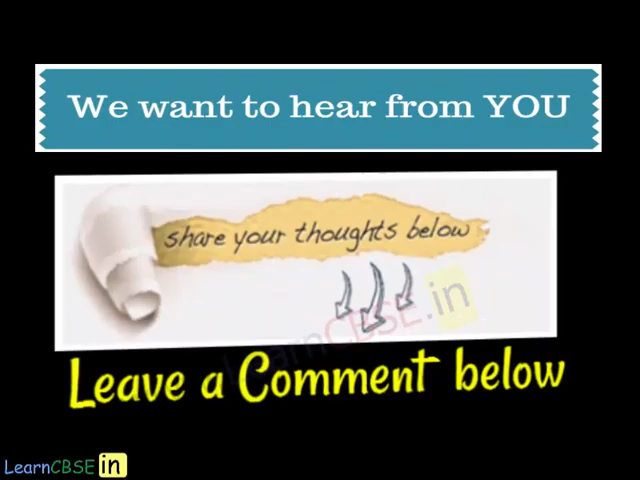 We want to hear from YOU
share your thoughts below
LearnCBSE.in
Leave a Comment below
LearnCBSE in